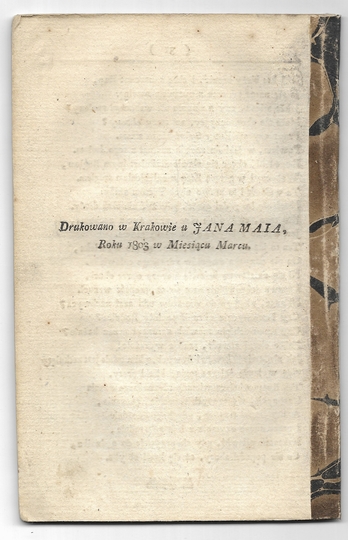 Drukowano w Krakowie u JANA MAIA,
Roku 1803 w Miesiącu Marcu.